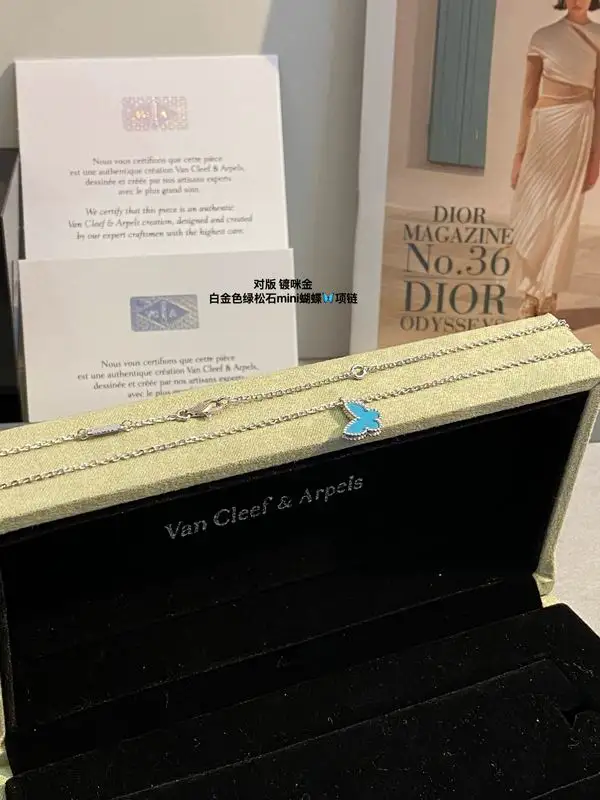 Nous vous certifions que cette pièce
est une authentique création Van Cleef & Arpels,
dessinée et créée par nos artisans experts
avec le plus grand soin.
We certify that this piece is an authentic
Van Cleef & Arpels creation, designed and created
by our expert craftsmen with the highest care.
DIOR
MAGAZINE
No.36
DIOR
ODYSSEYS
对版 镀咪金
白金色绿松石mini蝴蝶🦋项链
Nous vous certifions que cette pièce
est une authentique création Van Cleef & Arpels,
dessinée et créée par nos artisans experts
avec le plus grand soin.
Van Cleef & Arpels